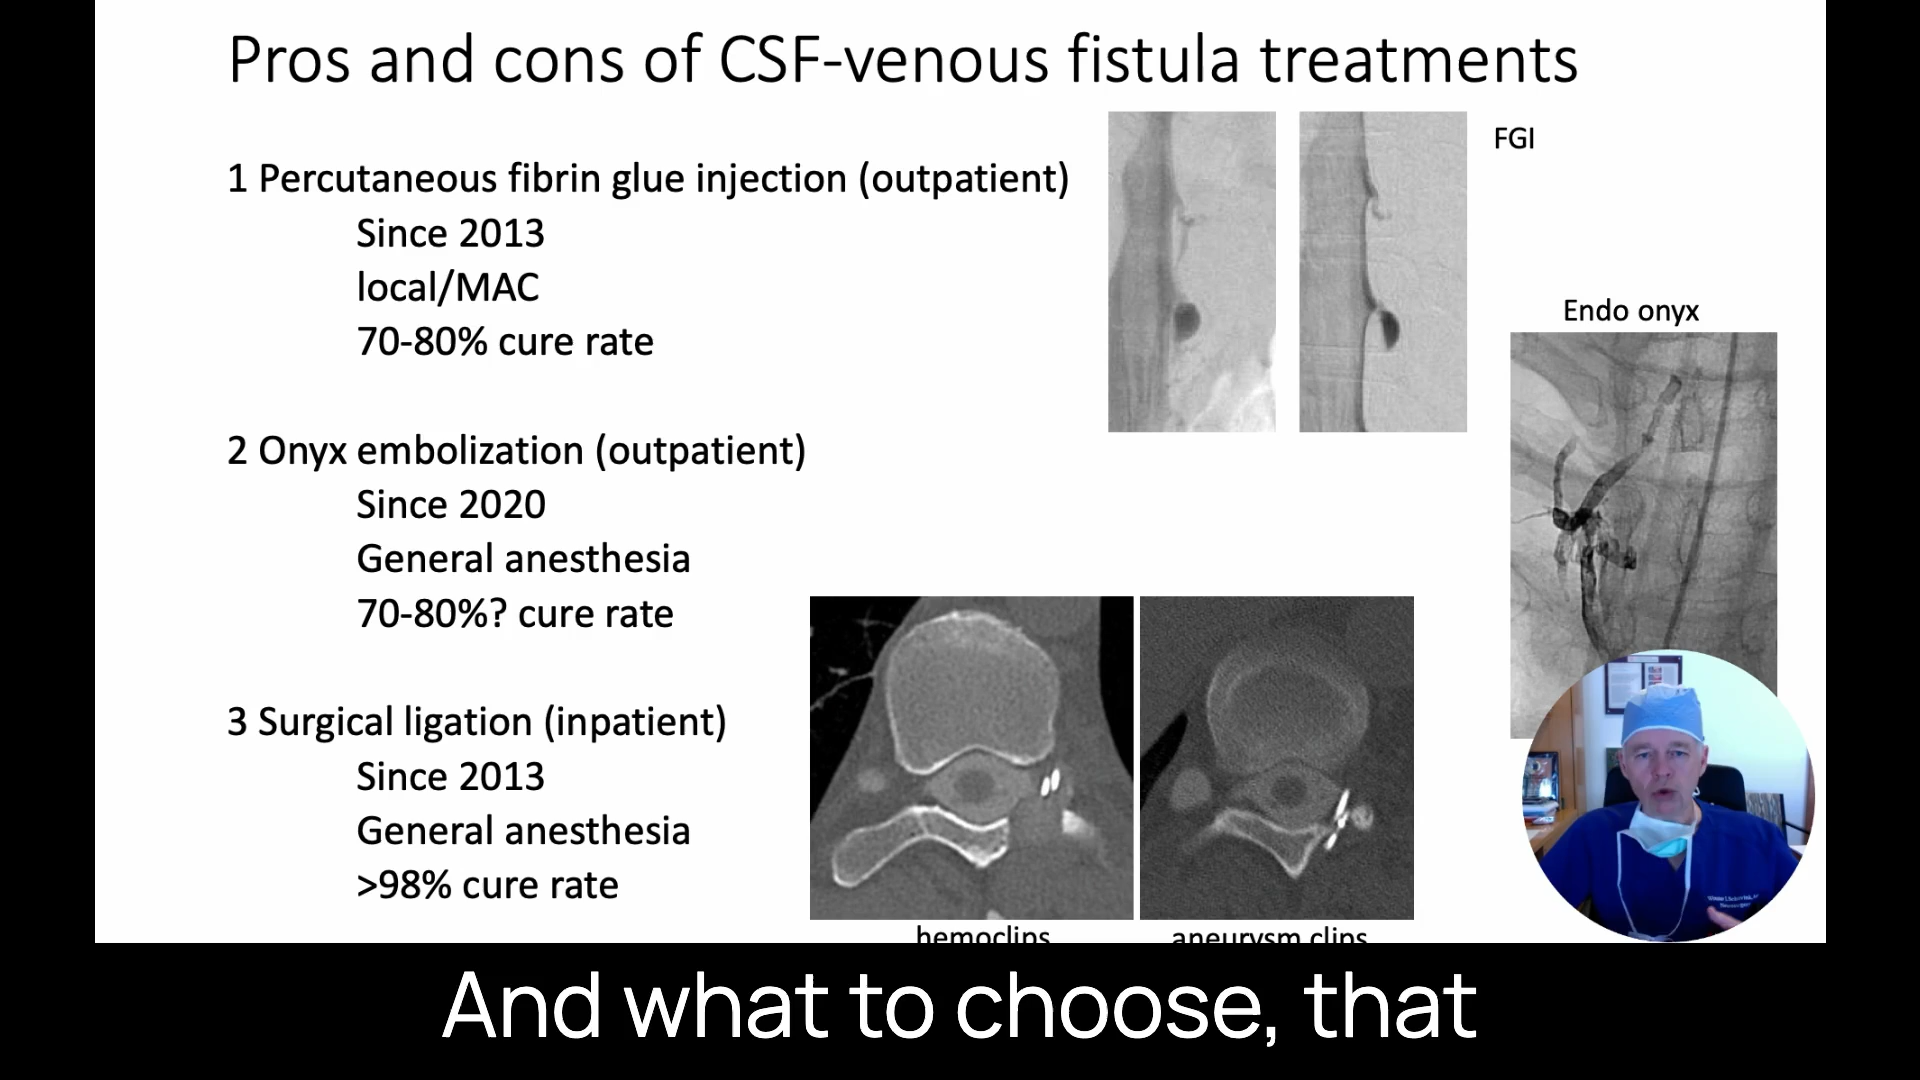 Pros and cons of CSF-venous fistula treatments
1 Percutaneous fibrin glue injection (outpatient)
Since 2013
local/MAC
70-80% cure rate
2 Onyx embolization (outpatient)
Since 2020
General anesthesia
70-80%? cure rate
3 Surgical ligation (inpatient)
Since 2013
General anesthesia
>98% cure rate
FGI
Endo onyx
hemoclips
aneurysm clips
And what to choose, that